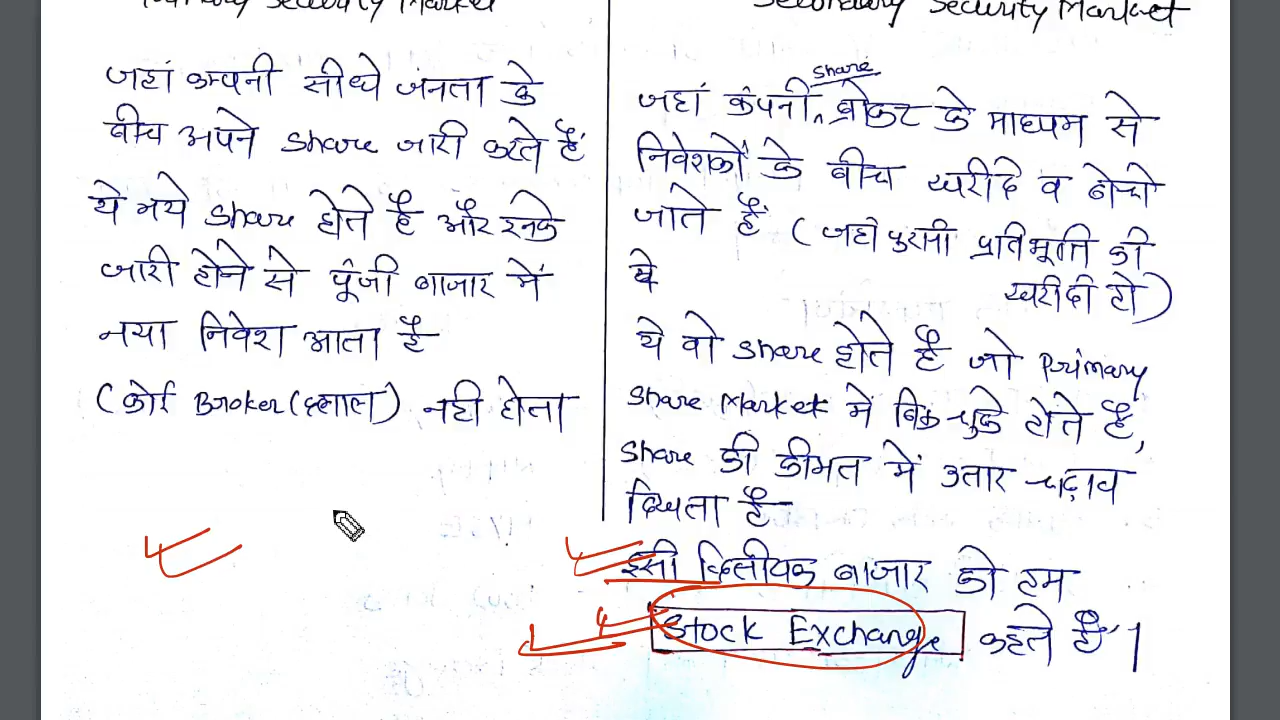 Primary Security Market
जहां कम्पनी सीधे जनता के
बीच अपने share जारी करते हैं
ये नये share होते है और इनके
जारी होने से पूंजी बाजार में
नया निवेश आता है
(कोई Broker (दलाल) नही होता
Secondary Security Market
share
जहां कंपनी, ब्रोकर के माध्यम से
निवेशकों के बीच खरीदे व बेचे
जाते हैं (जहां पुरानी प्रतिभूति की
ये खरीदी हो)
ये वो share होते है जो Primary
Share Market में बिक चुके होते है,
Share की कीमत में उतार चढ़ाव
दिखता है
इसी द्वितीयक बाजार को हम
Stock Exchange कहते हैं।